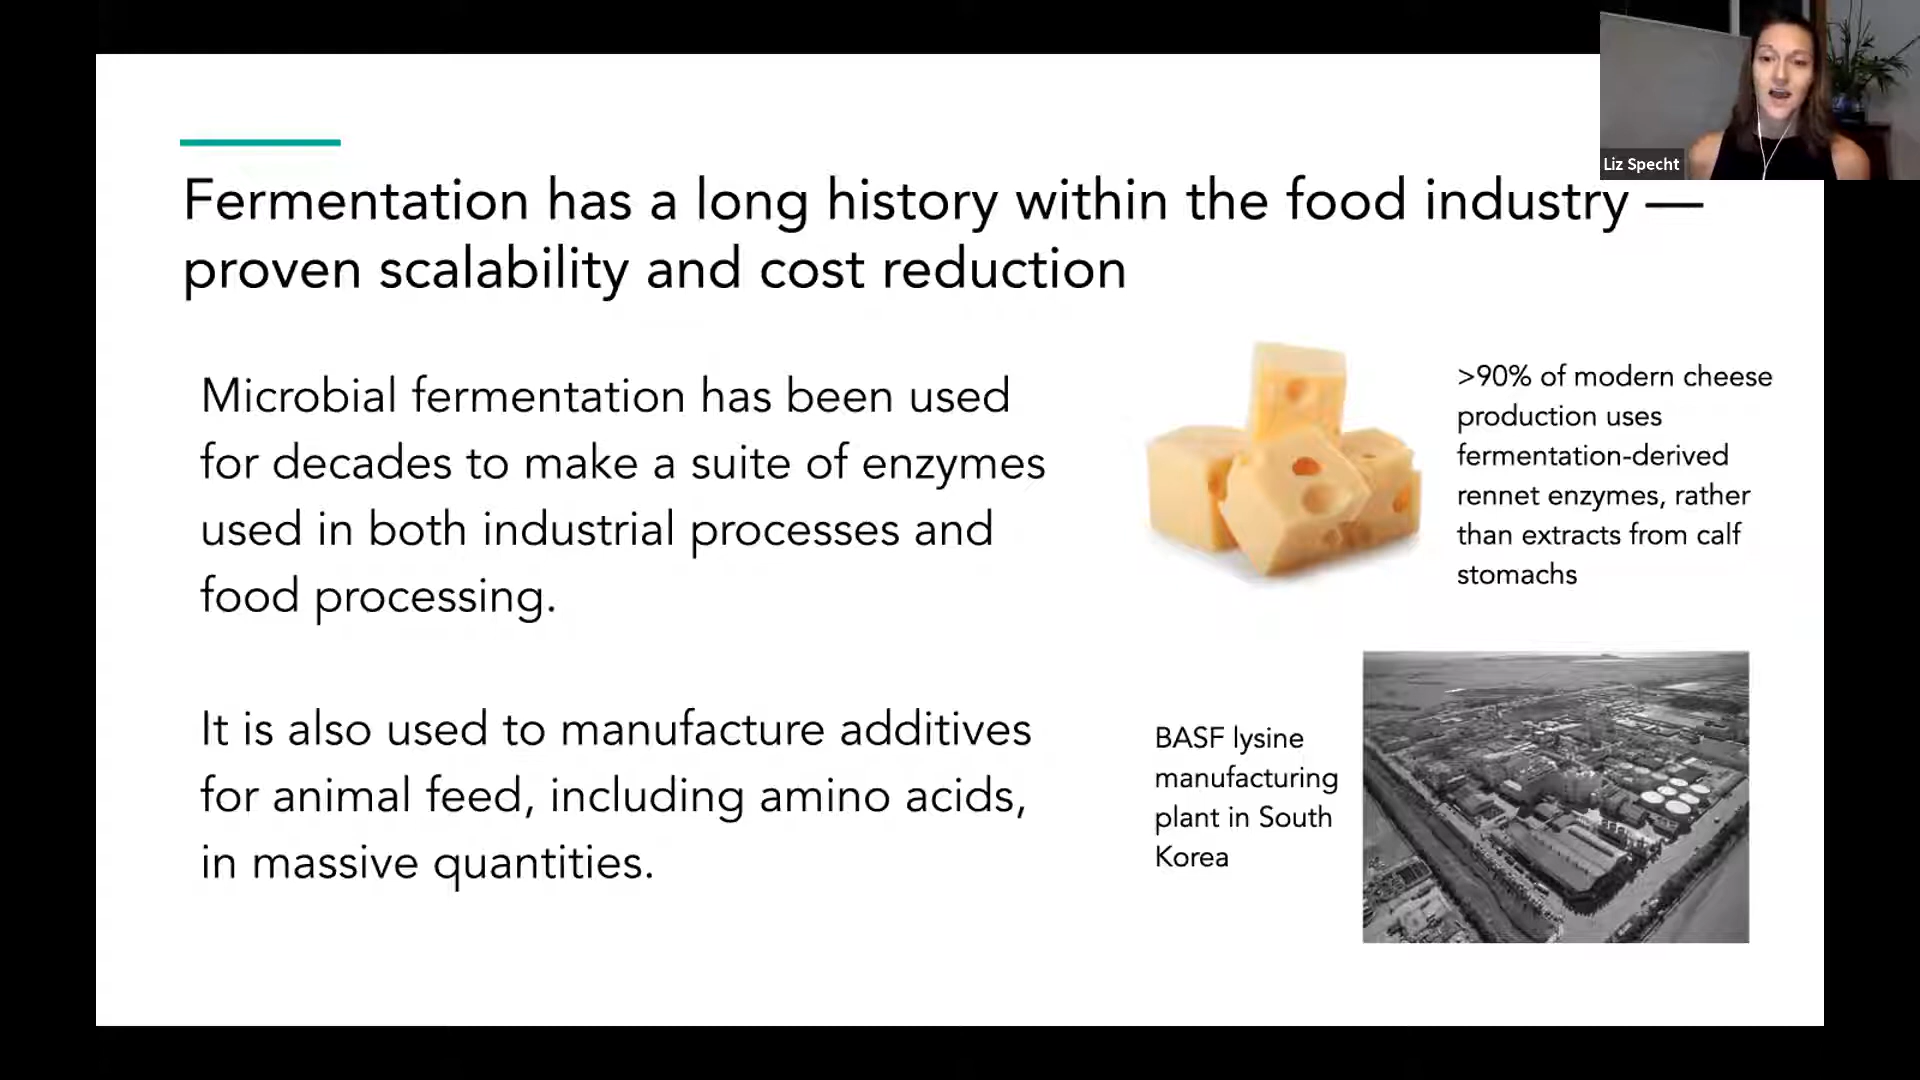 Liz Specht
Fermentation has a long history within the food industry —
proven scalability and cost reduction
Microbial fermentation has been used
for decades to make a suite of enzymes
used in both industrial processes and
food processing.
It is also used to manufacture additives
for animal feed, including amino acids,
in massive quantities.
>90% of modern cheese
production uses
fermentation-derived
rennet enzymes, rather
than extracts from calf
stomachs
BASF lysine
manufacturing
plant in South
Korea